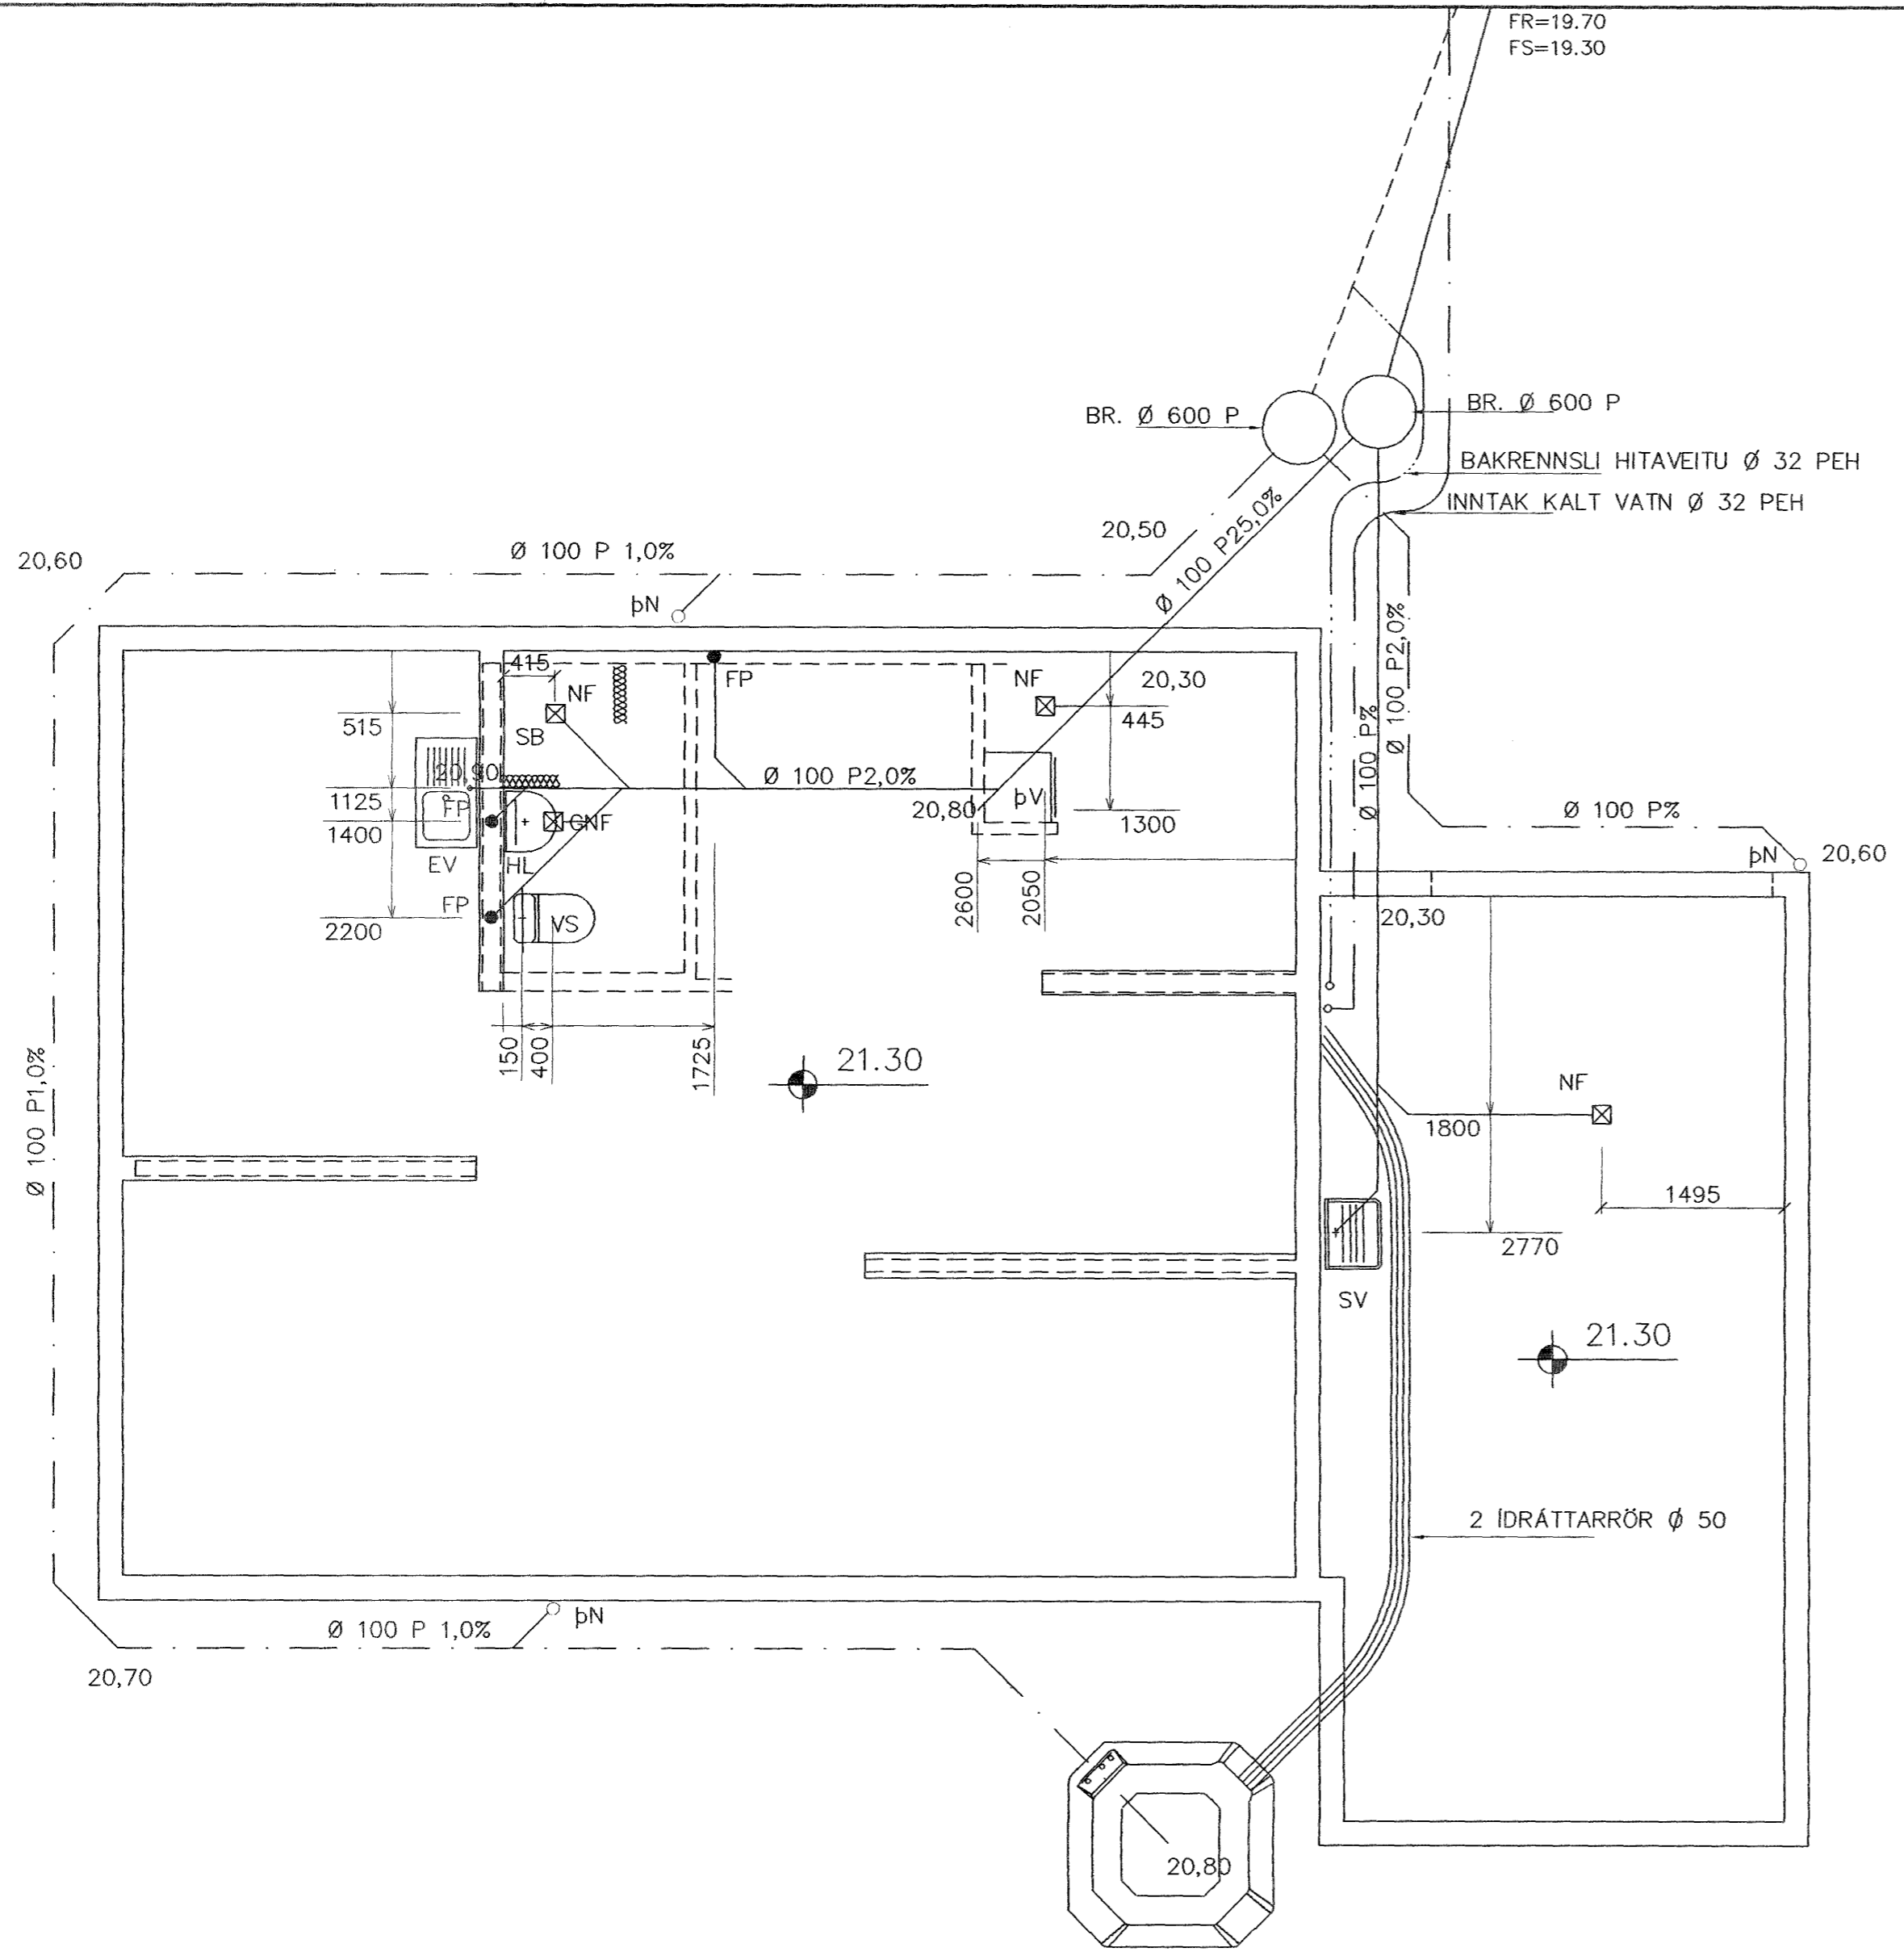 FR=19.70
FS=19.30
BR. Ø 600 P
BR. Ø 600 P
BAKRENNSLI HITAVEITU Ø 32 PEH
INNTAK KALT VATN Ø 32 PEH
20,50
Ø 100 P25,0%
20,60
Ø 100 P 1,0%
þN
Ø 100 P2,0%
Ø 100 P%
415
NF
FP
NF
20,30
515
SB
445
20,90
Ø 100 P2,0%
1125
FP
GNF
20,80
þV
1300
Ø 100 P%
1400
EV
HL
þN
20,60
FP
VS
2200
2600
2050
20,30
150
400
1725
21.30
NF
1800
Ø 100 P1,0%
1495
2770
SV
21.30
2 ÍDRÁTTARRÖR Ø 50
þN
Ø 100 P 1,0%
20,70
20,80